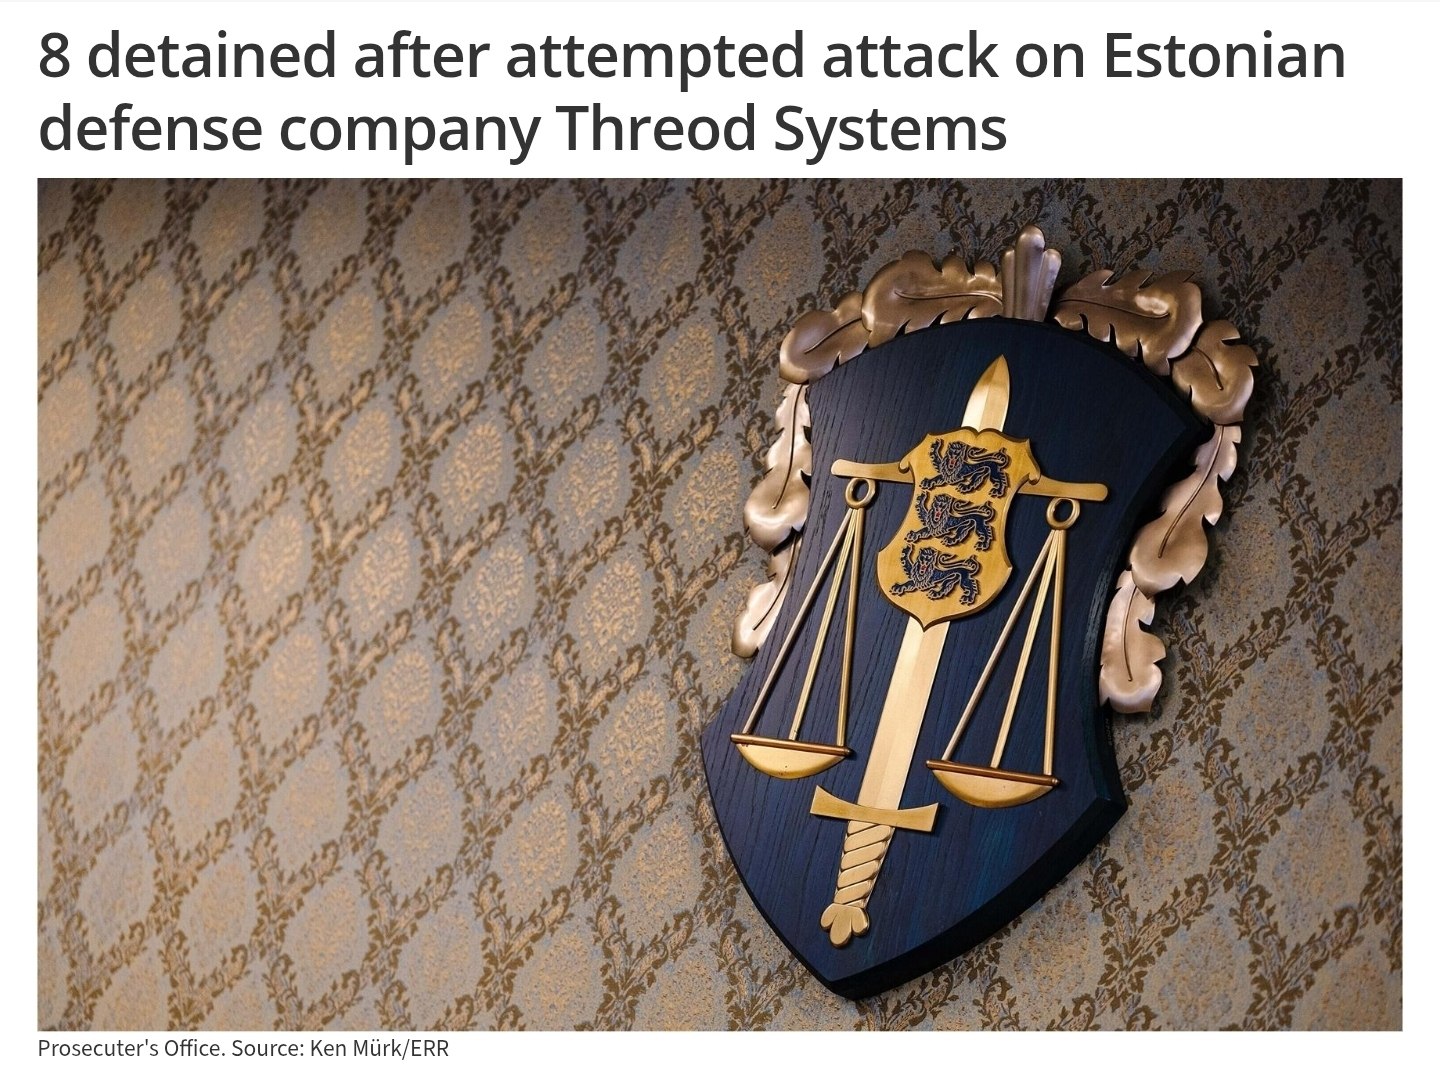 8 detained after attempted attack on Estonian
defense company Threod Systems
Prosecuter's Office. Source: Ken Mürk/ERR